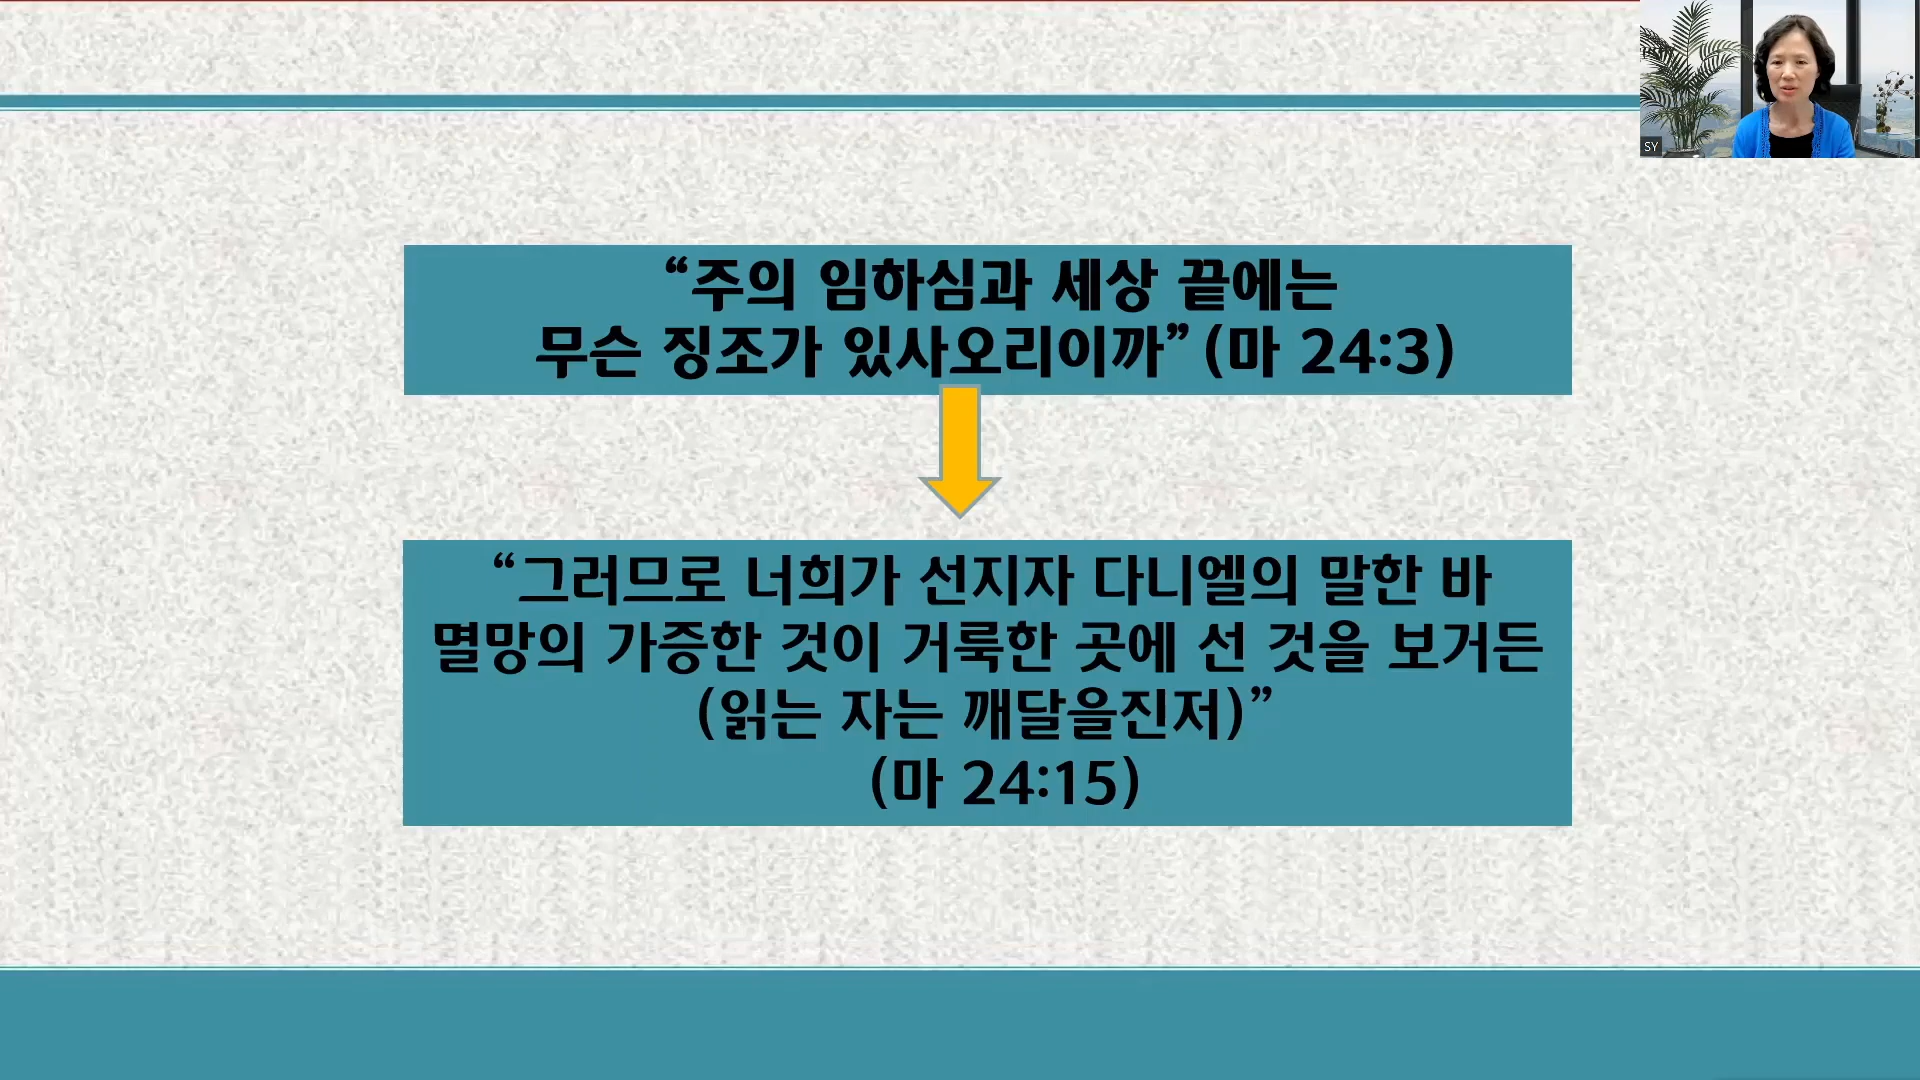 SY
“주의 임하심과 세상 끝에는
무슨 징조가 있사오리이까”(마 24:3)
“그러므로 너희가 선지자 다니엘의 말한 바
멸망의 가증한 것이 거룩한 곳에 선 것을 보거든
(읽는 자는 깨달을진저)”
(마 24:15)